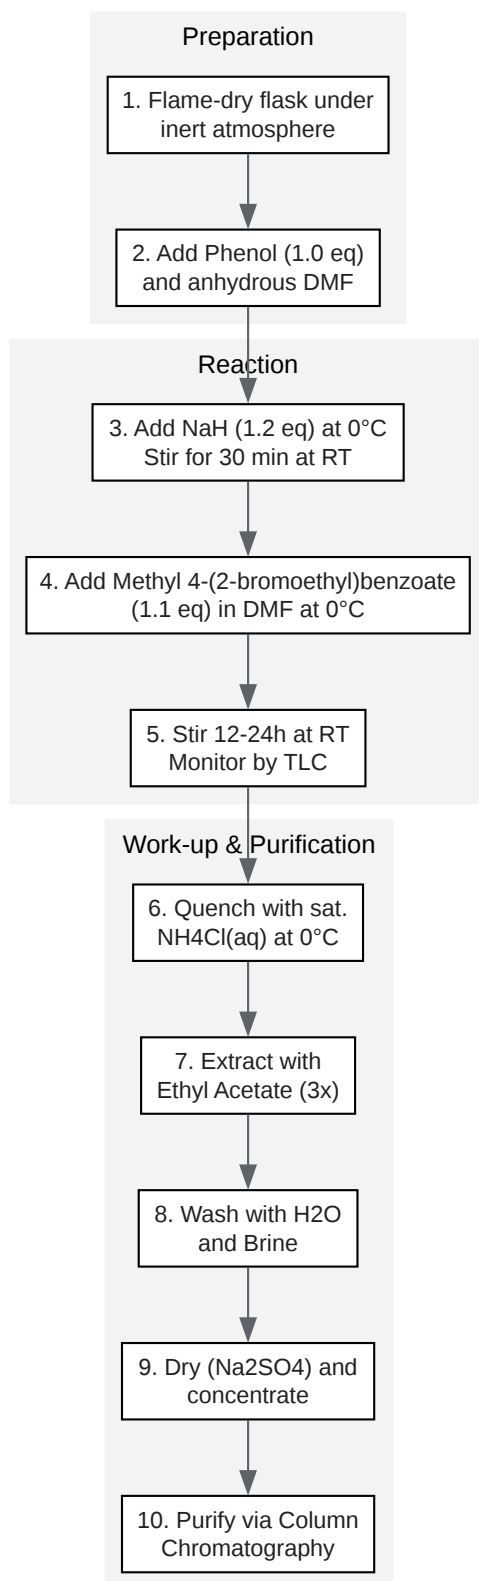 Preparation
1. Flame-dry flask under
inert atmosphere
2. Add Phenol (1.0 eq)
and anhydrous DMF
Reaction
3. Add NaH (1.2 eq) at 0°C
Stir for 30 min at RT
4. Add Methyl 4-(2-bromoethyl)benzoate
(1.1 eq) in DMF at 0°C
5. Stir 12-24h at RT
Monitor by TLC
Work-up & Purification
6. Quench with sat.
NH4Cl(aq) at 0°C
7. Extract with
Ethyl Acetate (3x)
8. Wash with H2O
and Brine
9. Dry (Na2SO4) and
concentrate
10. Purify via Column
Chromatography